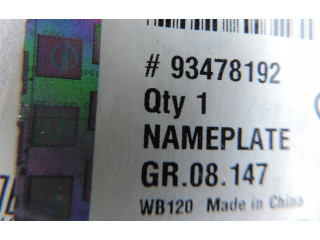 # 93478192
Qty 1
NAMEPLATE
GR.08.147
WB120 Made in China